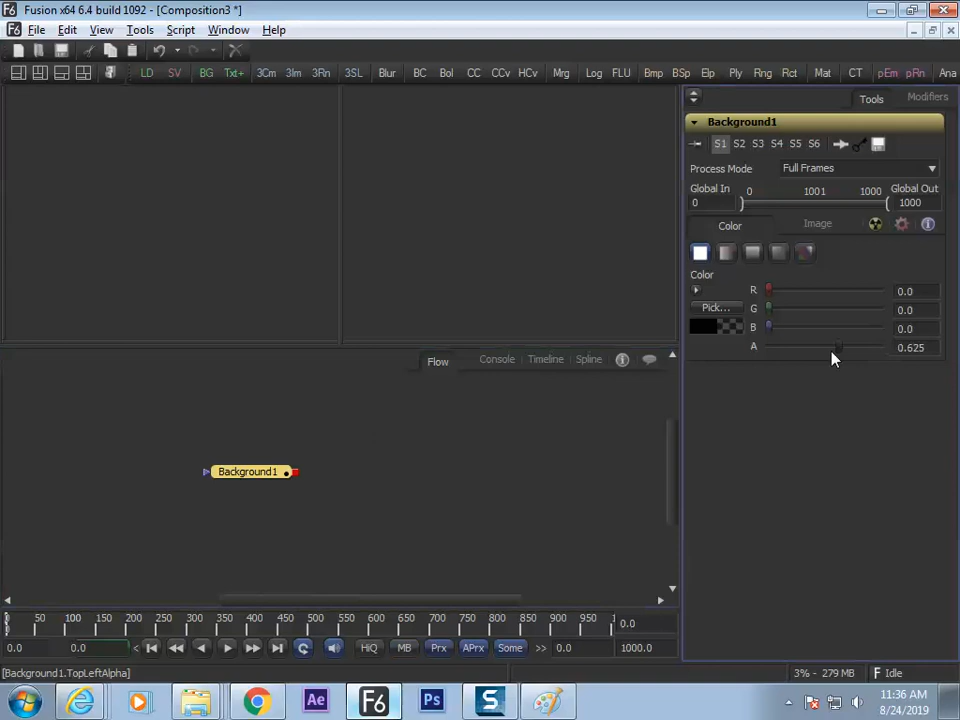 Fusion x64 6.4 build 1092 - [Composition3 *]
File Edit View Tools Script Window Help
LD SV BG Txt+ 3Cm 3Im 3Rn 3SL Blur BC Bol CC CCv HCv Mrg Log FLU Bmp BSp Elp Ply Rng Rct Mat CT pEm pRn Ana
Tools Modifiers
Background1
S1 S2 S3 S4 S5 S6
Process Mode Full Frames
Global In 0 1001 1000 Global Out
0 1000
Color Image
Color
R 0.0
Pick... G 0.0
B 0.0
A 0.625
Flow Console Timeline Spline
Background1
0 50 100 150 200 250 300 350 400 450 500 550 600 650 700 750 800 850 900 950 1 0.0
0.0 0.0 < HiQ MB Prx APrx Some >> 0.0 1000.0
[Background1.TopLeftAlpha] 3% - 279 MB Idle
Ae F6 Ps S 11:36 AM
8/24/2019